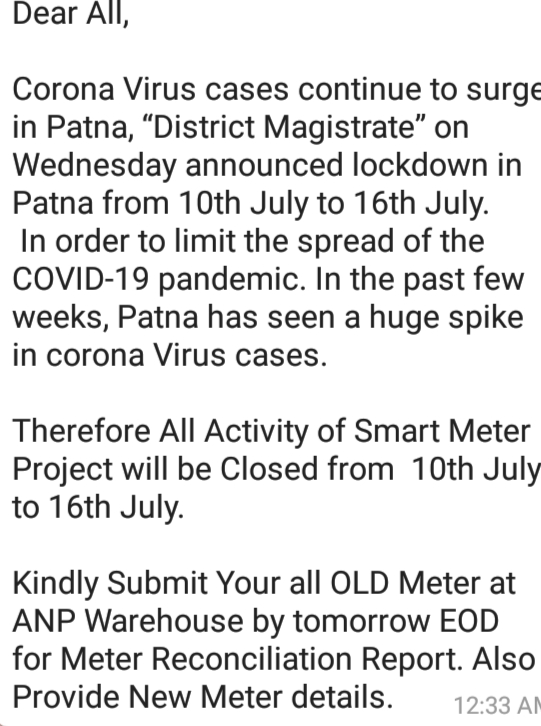 Dear All,
Corona Virus cases continue to surge
in Patna, “District Magistrate” on
Wednesday announced lockdown in
Patna from 10th July to 16th July.
In order to limit the spread of the
COVID-19 pandemic. In the past few
weeks, Patna has seen a huge spike
in corona Virus cases.
Therefore All Activity of Smart Meter
Project will be Closed from  10th July
to 16th July.
Kindly Submit Your all OLD Meter at
ANP Warehouse by tomorrow EOD
for Meter Reconciliation Report. Also
Provide New Meter details.
12:33 AM